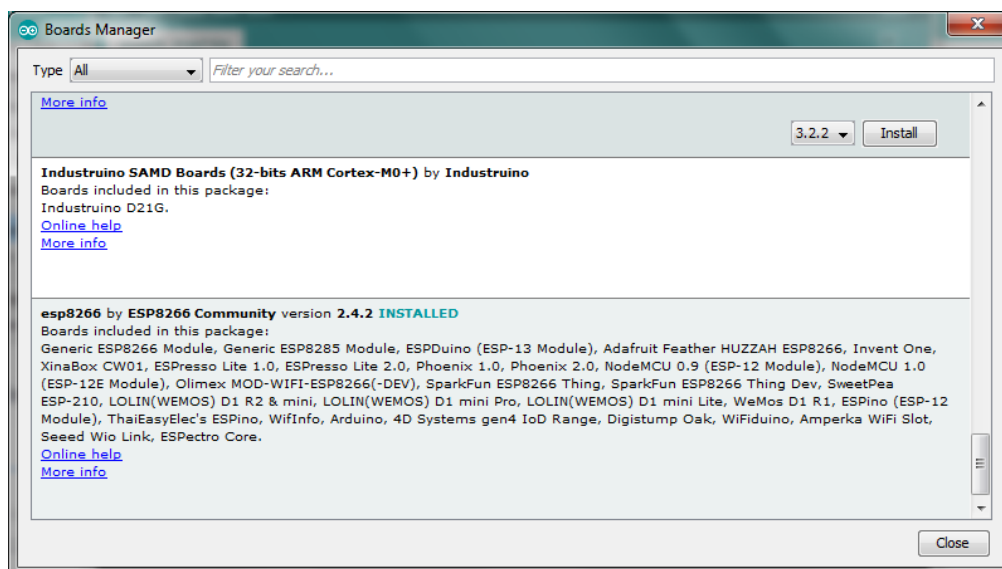 Boards Manager
Type All Filter your search...
More info
3.2.2 Install
Industruino SAMD Boards (32-bits ARM Cortex-M0+) by Industruino
Boards included in this package:
Industruino D21G.
Online help
More info
esp8266 by ESP8266 Community version 2.4.2 INSTALLED
Boards included in this package:
Generic ESP8266 Module, Generic ESP8285 Module, ESPDuino (ESP-13 Module), Adafruit Feather HUZZAH ESP8266, Invent One,
XinaBox CW01, ESPresso Lite 1.0, ESPresso Lite 2.0, Phoenix 1.0, Phoenix 2.0, NodeMCU 0.9 (ESP-12 Module), NodeMCU 1.0
(ESP-12E Module), Olimex MOD-WIFI-ESP8266(-DEV), SparkFun ESP8266 Thing, SparkFun ESP8266 Thing Dev, SweetPea
ESP-210, LOLIN(WEMOS) D1 R2 & mini, LOLIN(WEMOS) D1 mini Pro, LOLIN(WEMOS) D1 mini Lite, WeMos D1 R1, ESPino (ESP-12
Module), ThaiEasyElec's ESPino, WifInfo, Arduino, 4D Systems gen4 IoD Range, Digistump Oak, WiFiduino, Amperka WiFi Slot,
Seeed Wio Link, ESPectro Core.
Online help
More info
Close